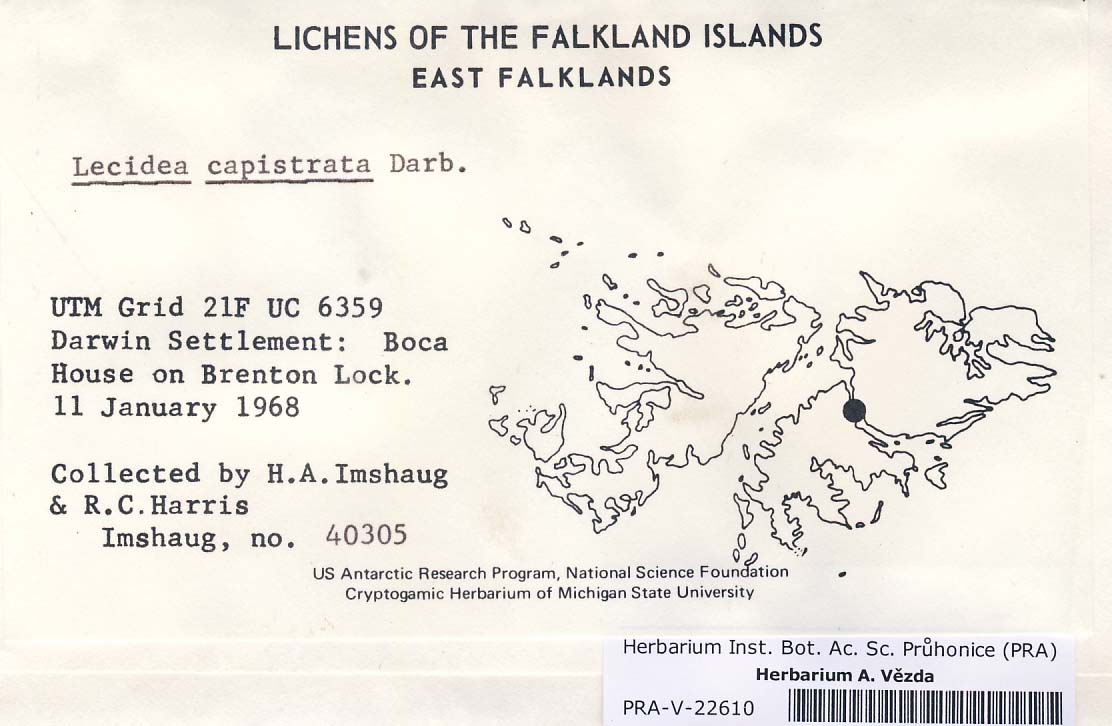 LICHENS OF THE FALKLAND ISLANDS
EAST FALKLANDS
Lecidea capistrata Darb.
UTM Grid 21F UC 6359
Darwin Settlement: Boca
House on Brenton Lock.
11 January 1968
Collected by H.A.Imshaug
& R.C.Harris
Imshaug, no. 40305
US Antarctic Research Program, National Science Foundation
Cryptogamic Herbarium of Michigan State University
Herbarium Inst. Bot. Ac. Sc. Průhonice (PRA)
Herbarium A. Vězda
PRA-V-22610